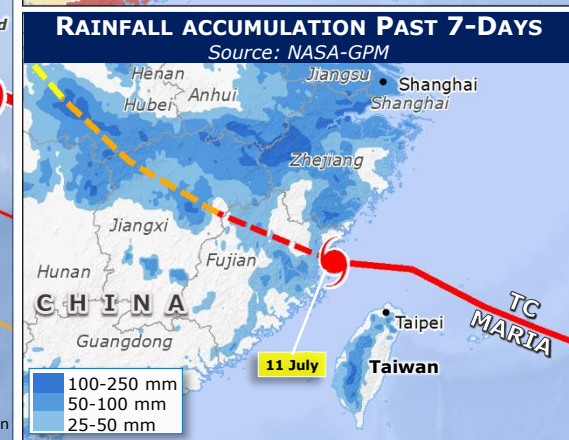 RAINFALL ACCUMULATION PAST 7-DAYS
Source: NASA-GPM
Henan
Jiangsu
Shanghai
Hubei
Anhui
Shanghai
Zhejiang
Jiangxi
Hunan
Fujian
CHINA
Guangdong
TC
MARIA
Taipei
11 July
Taiwan
100-250 mm
50-100 mm
25-50 mm